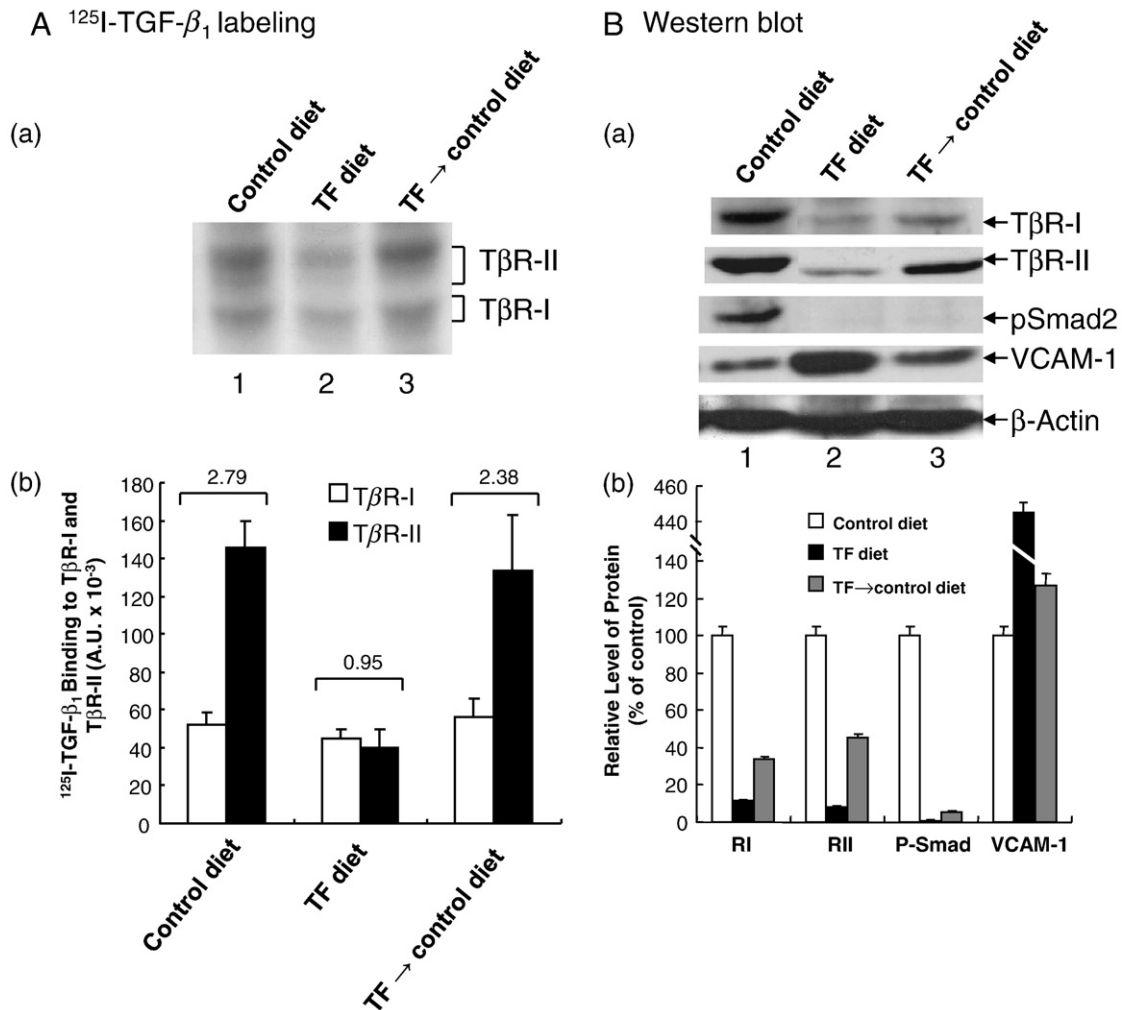 A ¹²⁵I-TGF-β₁ labeling
(a)
Control diet
TF diet
TF → control diet
TβR-II
TβR-I
1 2 3
(b)
¹²⁵I-TGF-β₁ Binding to TβR-I and
TβR-II (A.U. x 10⁻³)
180
160
140
120
100
80
60
40
20
0
2.79
0.95
2.38
TβR-I
TβR-II
Control diet
TF diet
TF → control diet
B Western blot
(a)
Control diet
TF diet
TF → control diet
TβR-I
TβR-II
pSmad2
VCAM-1
β-Actin
1 2 3
(b)
Relative Level of Protein
(% of control)
460
440
140
120
100
80
60
40
20
0
Control diet
TF diet
TF→control diet
RI RII P-Smad VCAM-1